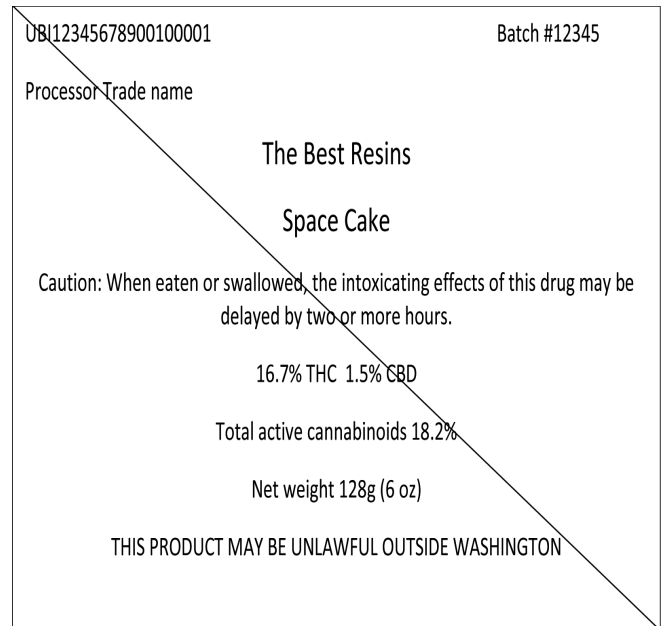 UBI12345678900100001 Batch #12345
Processor Trade name
The Best Resins
Space Cake
Caution: When eaten or swallowed, the intoxicating effects of this drug may be
delayed by two or more hours.
16.7% THC 1.5% CBD
Total active cannabinoids 18.2%
Net weight 128g (6 oz)
THIS PRODUCT MAY BE UNLAWFUL OUTSIDE WASHINGTON